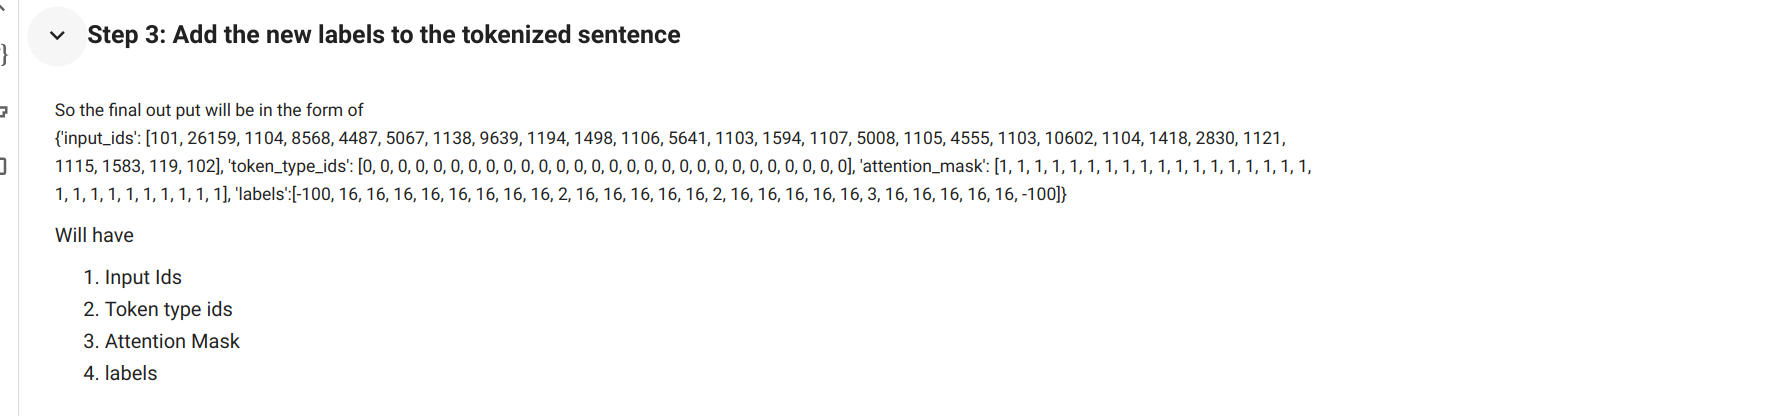 Step 3: Add the new labels to the tokenized sentence
So the final out put will be in the form of
{'input_ids': [101, 26159, 1104, 8568, 4487, 5067, 1138, 9639, 1194, 1498, 1106, 5641, 1103, 1594, 1107, 5008, 1105, 4555, 1103, 10602, 1104, 1418, 2830, 1121,
1115, 1583, 119, 102], 'token_type_ids': [0, 0, 0, 0, 0, 0, 0, 0, 0, 0, 0, 0, 0, 0, 0, 0, 0, 0, 0, 0, 0, 0, 0, 0, 0, 0, 0, 0], 'attention_mask': [1, 1, 1, 1, 1, 1, 1, 1, 1, 1, 1, 1, 1, 1, 1, 1, 1, 1,
1, 1, 1, 1, 1, 1, 1, 1, 1, 1], 'labels':[-100, 16, 16, 16, 16, 16, 16, 16, 16, 2, 16, 16, 16, 16, 16, 2, 16, 16, 16, 16, 16, 3, 16, 16, 16, 16, 16, -100]}
Will have
1. Input Ids
2. Token type ids
3. Attention Mask
4. labels